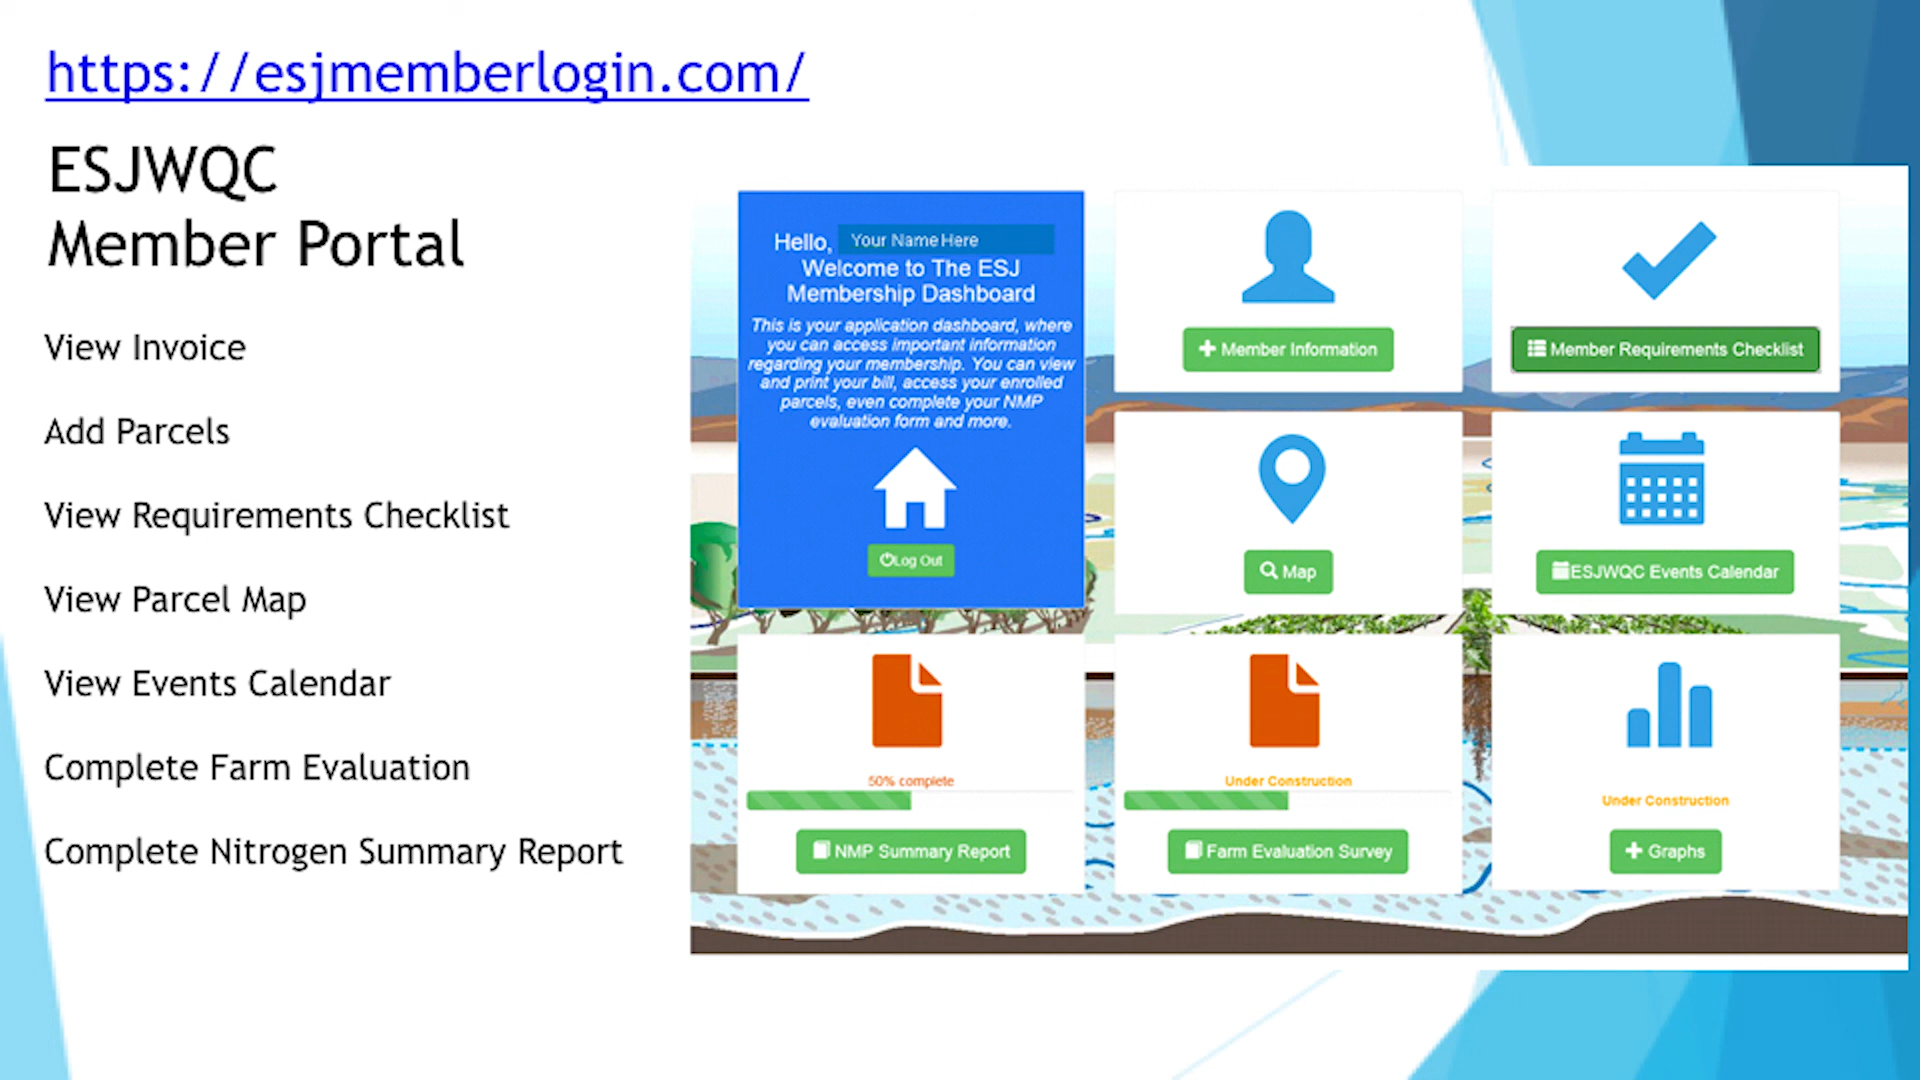 https://esjmemberlogin.com/
ESJWQC
Member Portal
View Invoice
Add Parcels
View Requirements Checklist
View Parcel Map
View Events Calendar
Complete Farm Evaluation
Complete Nitrogen Summary Report
Hello, Your Name Here
Welcome to The ESJ
Membership Dashboard
This is your application dashboard, where
you can access important information
regarding your membership. You can view
and print your bill, access your enrolled
parcels, even complete your NMP
evaluation form and more.
Log Out
Member Information
Member Requirements Checklist
Map
ESJWQC Events Calendar
50% complete
NMP Summary Report
Under Construction
Farm Evaluation Survey
Under Construction
Graphs